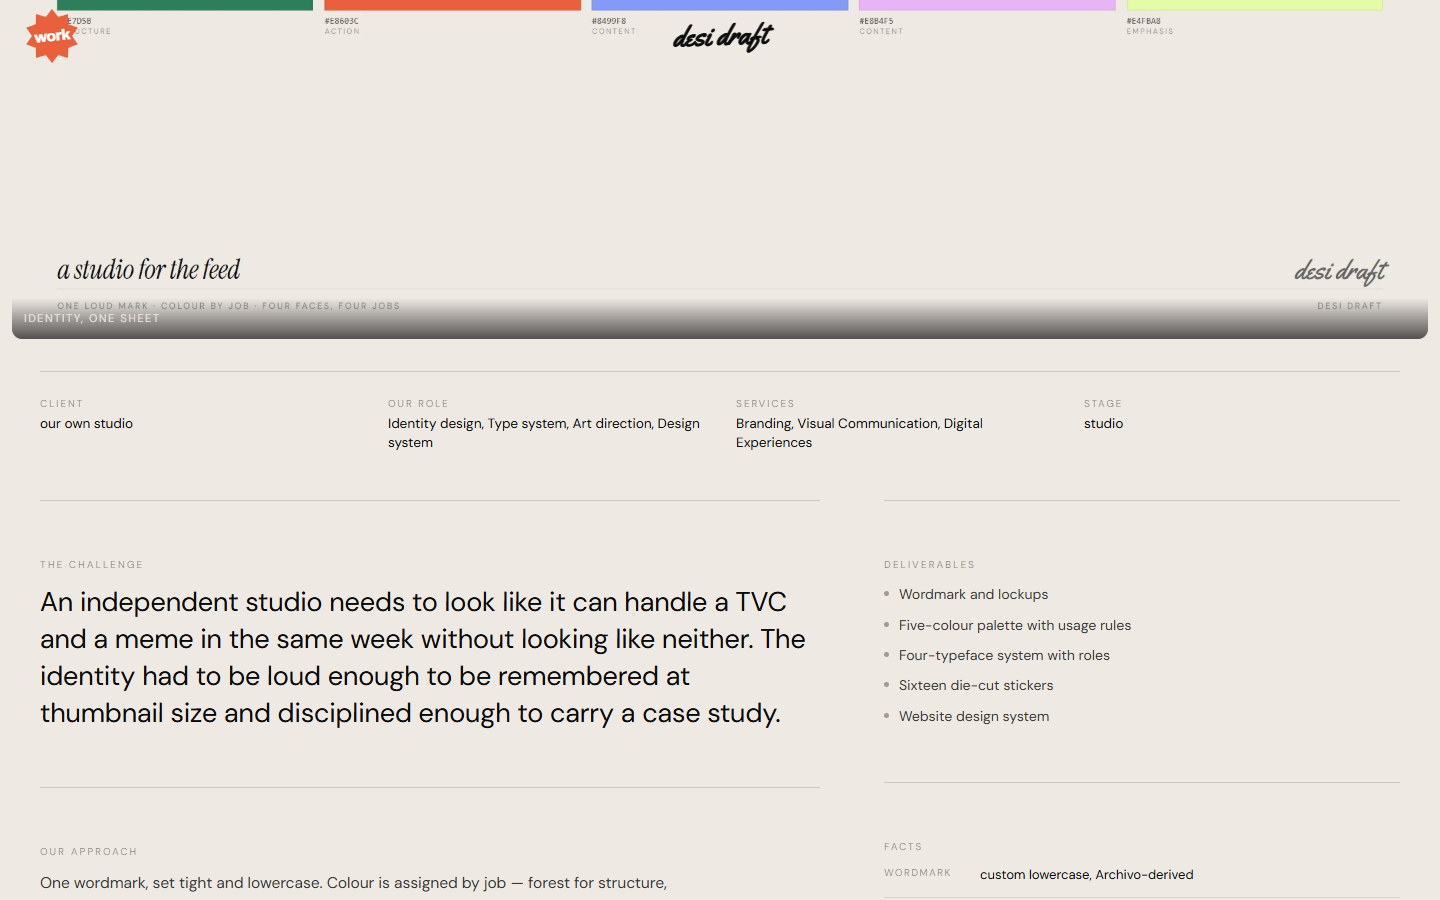 #E8603C
#8499F8
#E8B4F5
#E4FBA8
work
ACTION
CONTENT
desi draft
CONTENT
EMPHASIS
a studio for the feed
desi draft
ONE LOUD MARK · COLOUR BY JOB · FOUR FACES, FOUR JOBS
DESI DRAFT
IDENTITY, ONE SHEET
CLIENT
our own studio
OUR ROLE
Identity design, Type system, Art direction, Design
system
SERVICES
Branding, Visual Communication, Digital
Experiences
STAGE
studio
THE CHALLENGE
An independent studio needs to look like it can handle a TVC
and a meme in the same week without looking like neither. The
identity had to be loud enough to be remembered at
thumbnail size and disciplined enough to carry a case study.
DELIVERABLES
Wordmark and lockups
Five-colour palette with usage rules
Four-typeface system with roles
Sixteen die-cut stickers
Website design system
OUR APPROACH
One wordmark, set tight and lowercase. Colour is assigned by job — forest for structure,
FACTS
WORDMARK custom lowercase, Archivo-derived